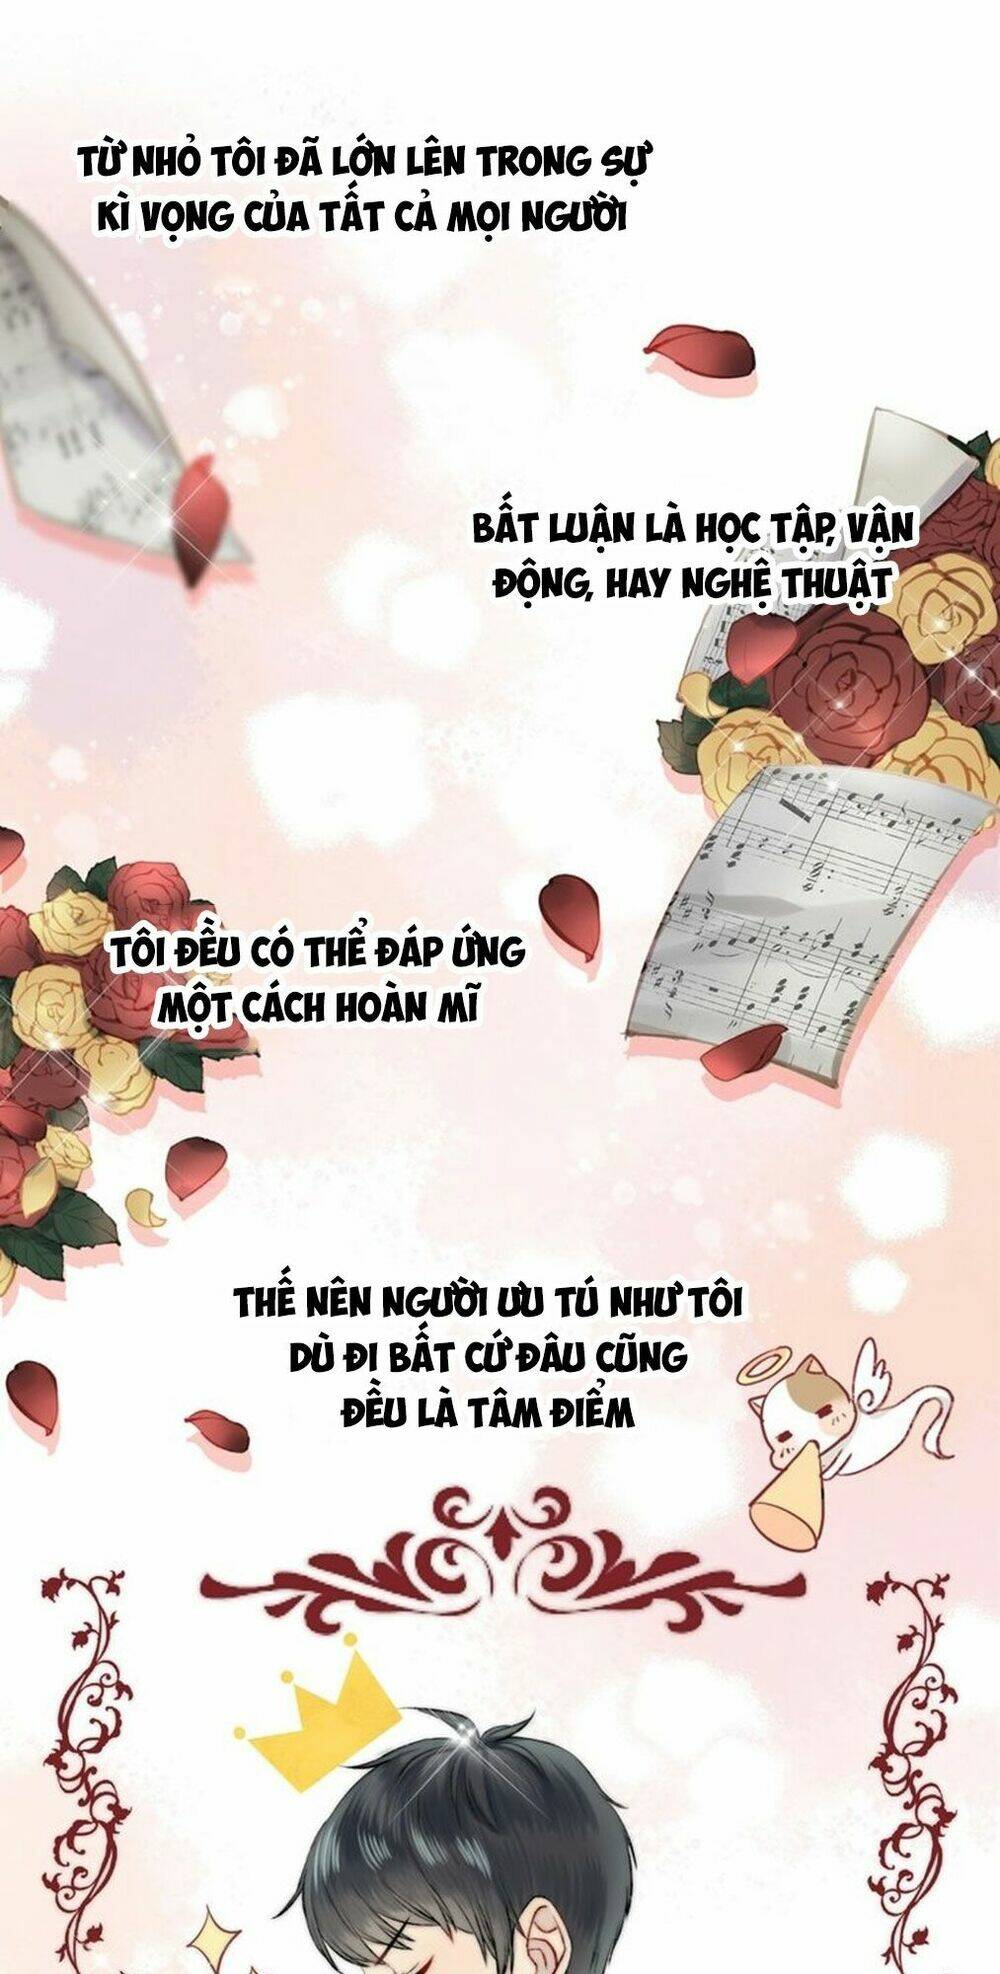 TỪ NHỎ TÔI ĐÃ LỚN LÊN TRONG SỰ
KÌ VỌNG CỦA TẤT CẢ MỌI NGƯỜI
BẤT LUẬN LÀ HỌC TẬP, VẬN
ĐỘNG, HAY NGHỆ THUẬT
TÔI ĐỀU CÓ THỂ ĐÁP ỨNG
MỘT CÁCH HOÀN MĨ
THẾ NÊN NGƯỜI ƯU TÚ NHƯ TÔI
DÙ ĐI BẤT CỨ ĐÂU CŨNG
ĐỀU LÀ TÂM ĐIỂM